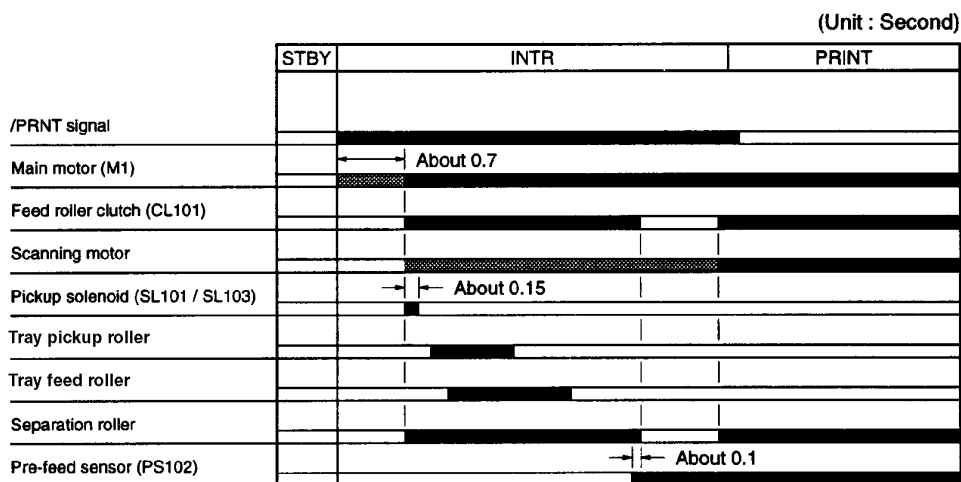 (Unit : Second)
STBY INTR PRINT
/PRNT signal
About 0.7
Main motor (M1)
Feed roller clutch (CL101)
Scanning motor
About 0.15
Pickup solenoid (SL101 / SL103)
Tray pickup roller
Tray feed roller
Separation roller
About 0.1
Pre-feed sensor (PS102)